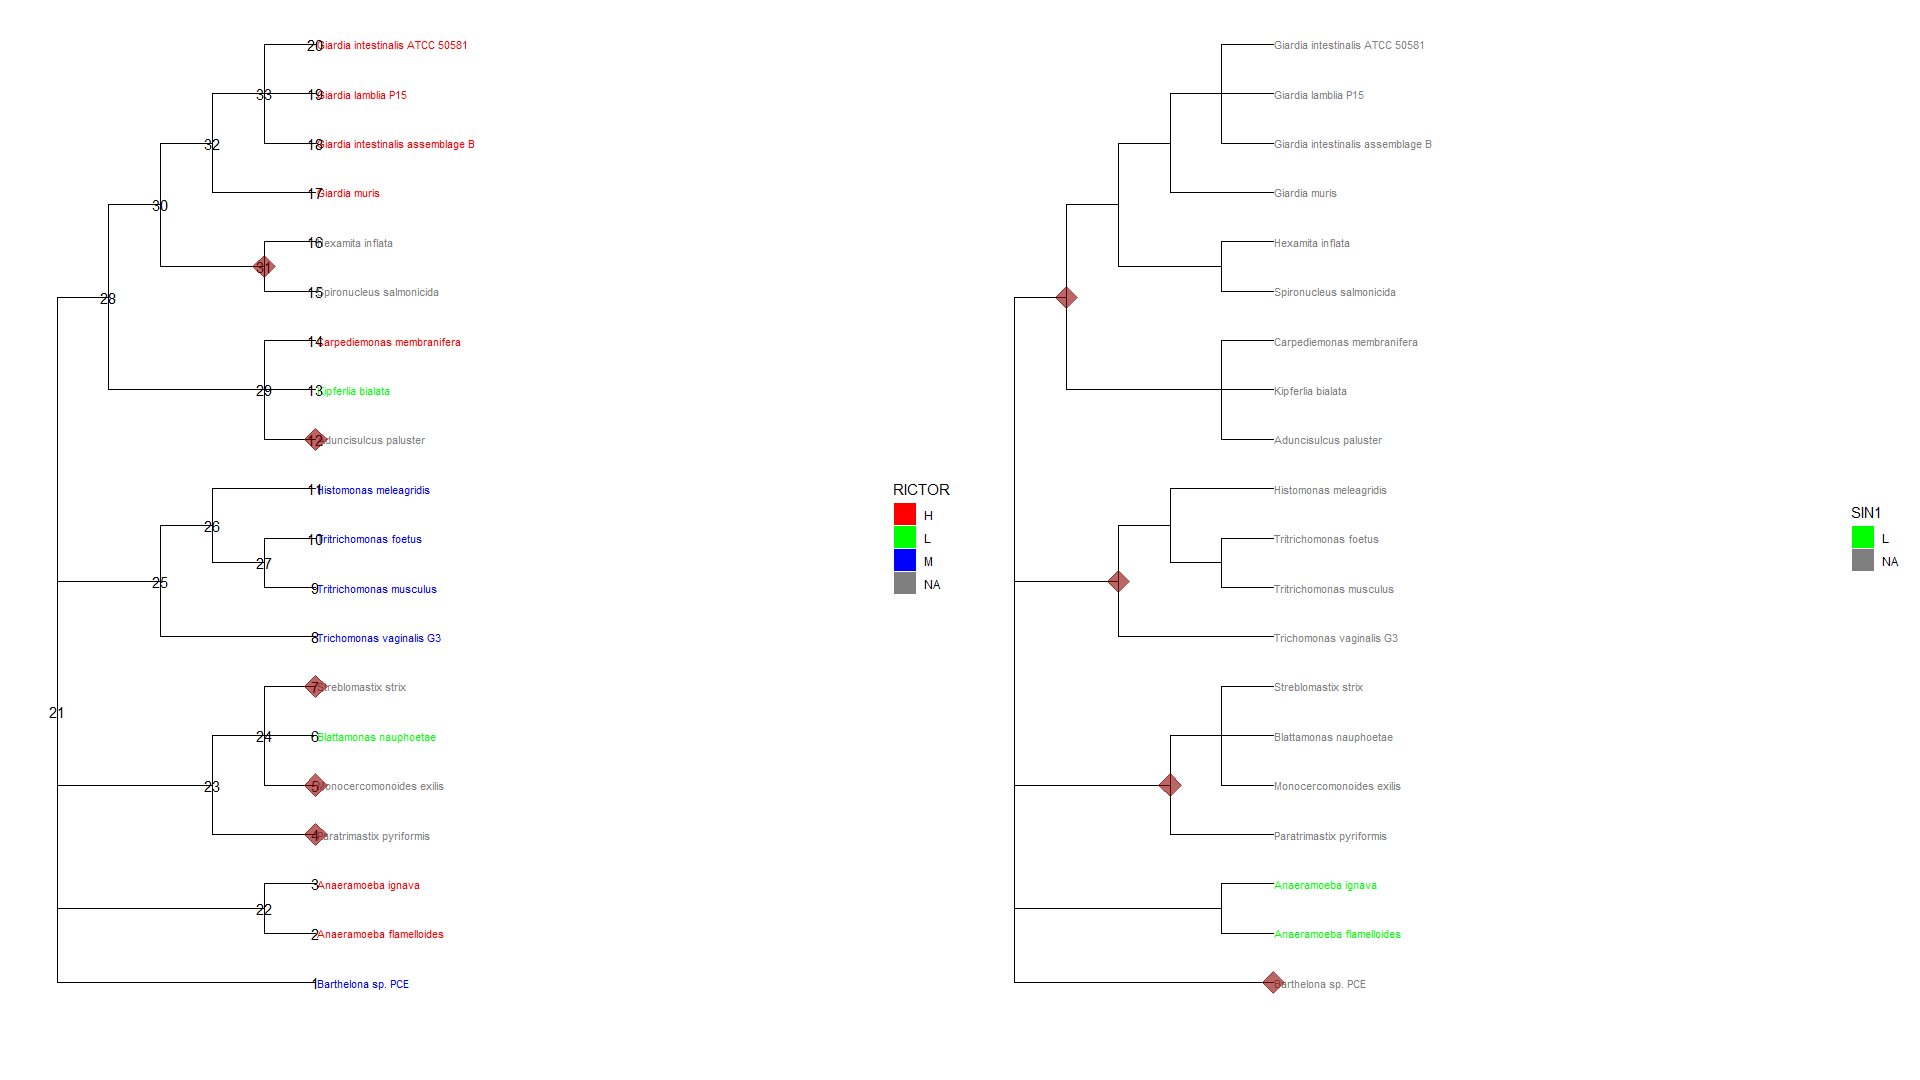 20 Giardia intestinalis ATCC 50581
33 19 Giardia lamblia P15
32 18 Giardia intestinalis assemblage B
17 Giardia muris
30
16 Hexamita inflata
31
15 Spironucleus salmonicida
28
14 Carpediemonas membranifera
29 13 Kipferlia bialata
12 Aduncisulcus paluster
11 Histomonas meleagridis
26
10 Tritrichomonas foetus
27
25
9 Tritrichomonas musculus
8 Trichomonas vaginalis G3
7 Streblomastix strix
21
24 6 Blattamonas nauphoetae
23 5 Monocercomonoides exilis
4 Paratrimastix pyriformis
3 Anaeramoeba ignava
22
2 Anaeramoeba flamelloides
1 Barthelona sp. PCE
RICTOR
H
L
M
NA
Giardia intestinalis ATCC 50581
Giardia lamblia P15
Giardia intestinalis assemblage B
Giardia muris
Hexamita inflata
Spironucleus salmonicida
Carpediemonas membranifera
Kipferlia bialata
Aduncisulcus paluster
Histomonas meleagridis
Tritrichomonas foetus
Tritrichomonas musculus
Trichomonas vaginalis G3
Streblomastix strix
Blattamonas nauphoetae
Monocercomonoides exilis
Paratrimastix pyriformis
Anaeramoeba ignava
Anaeramoeba flamelloides
Barthelona sp. PCE
SIN1
L
NA